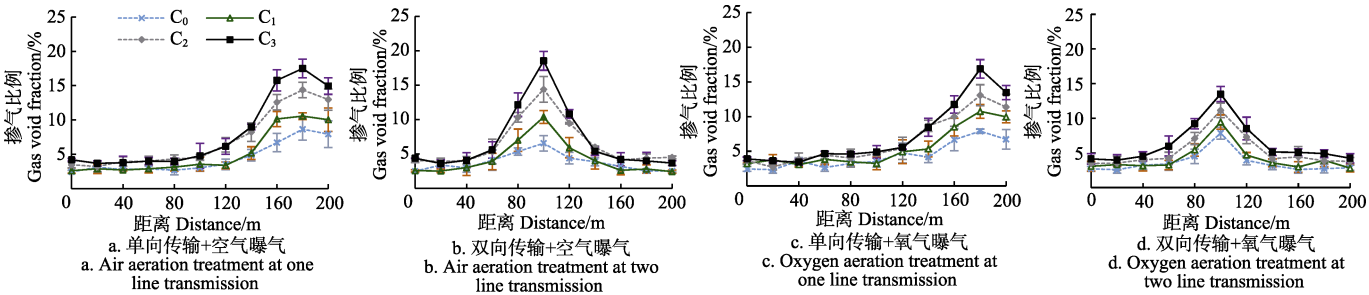 掺气比例
Gas void fraction/%
25
20
15
10
5
0
C0
C1
C2
C3
0 40 80 120 160 200
距离 Distance/m
a. 单向传输+空气曝气
a. Air aeration treatment at one
line transmission
掺气比例
Gas void fraction/%
25
20
15
10
5
0
0 40 80 120 160 200
距离 Distance/m
b. 双向传输+空气曝气
b. Air aeration treatment at two
line transmission
掺气比例
Gas void fraction/%
25
20
15
10
5
0
0 40 80 120 160 200
距离 Distance/m
c. 单向传输+氧气曝气
c. Oxygen aeration treatment at
one line transmission
掺气比例
Gas void fraction/%
25
20
15
10
5
0
0 40 80 120 160 200
距离 Distance/m
d. 双向传输+氧气曝气
d. Oxygen aeration treatment at
two line transmission